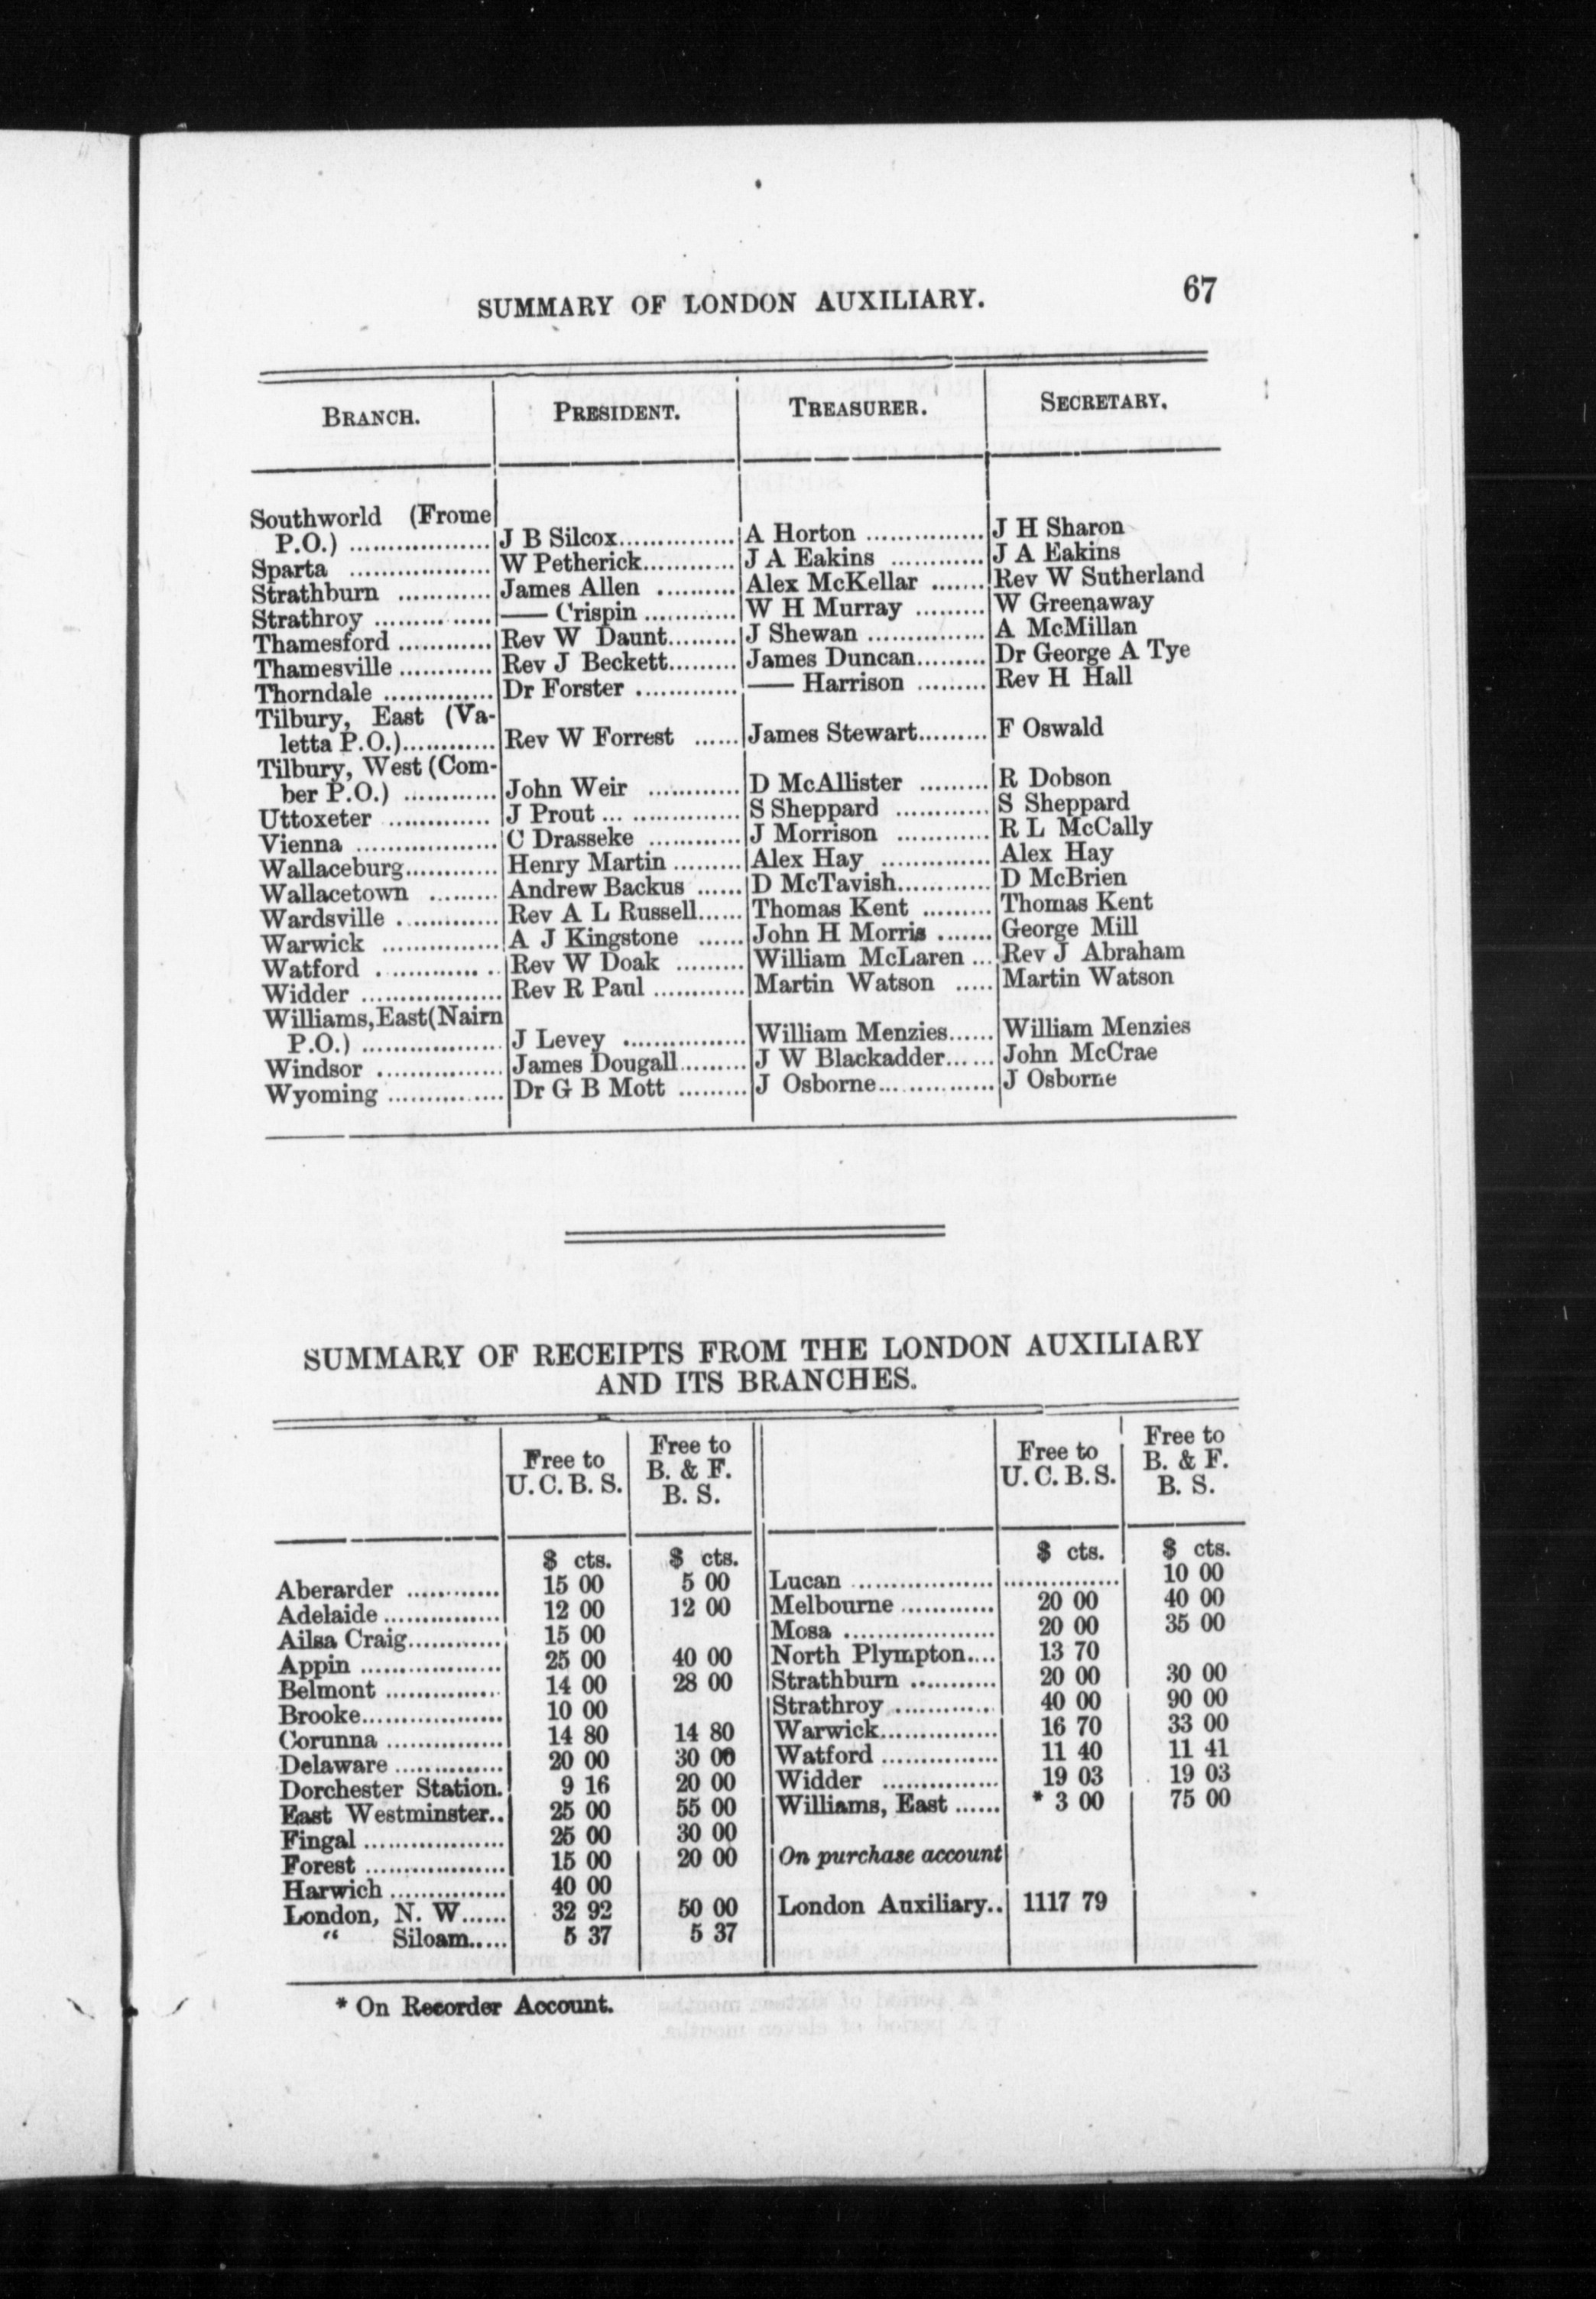 SUMMARY OF LONDON AUXILIARY. 67
BRANCH. PRESIDENT. TREASURER. SECRETARY.
Southworld (Frome
P.O.) .................. J B Silcox............... A Horton ............... J H Sharon
Sparta .................. W Petherick............ J A Eakins ............ J A Eakins
Strathburn ............ James Allen .......... Alex McKellar ....... Rev W Sutherland
Strathroy ............... —— Crispin ............ W H Murray ......... W Greenaway
Thamesford ............ Rev W Daunt......... J Shewan ............... A McMillan
Thamesville ............ Rev J Beckett......... James Duncan......... Dr George A Tye
Thorndale .............. Dr Forster ............. —— Harrison ......... Rev H Hall
Tilbury, East (Va-
letta P.O.)............ Rev W Forrest ...... James Stewart......... F Oswald
Tilbury, West (Com-
ber P.O.) ............ John Weir ............ D McAllister ......... R Dobson
Uttoxeter ............. J Prout .................. S Sheppard ............ S Sheppard
Vienna .................. C Drasseke ............ J Morrison ............ R L McCally
Wallaceburg............ Henry Martin ......... Alex Hay .............. Alex Hay
Wallacetown ......... Andrew Backus ...... D McTavish............ D McBrien
Wardsville ............. Rev A L Russell...... Thomas Kent ......... Thomas Kent
Warwick ............... A J Kingstone ...... John H Morris ....... George Mill
Watford ............... Rev W Doak ......... William McLaren ... Rev J Abraham
Widder .................. Rev R Paul ............ Martin Watson ..... Martin Watson
Williams, East (Nairn
P.O.) .................. J Levey ................ William Menzies...... William Menzies
Windsor ................ James Dougall......... J W Blackadder...... John McCrae
Wyoming ............... Dr G B Mott ......... J Osborne............... J Osborne
SUMMARY OF RECEIPTS FROM THE LONDON AUXILIARY
AND ITS BRANCHES.
Free to U. C. B. S. Free to B. & F. B. S. Free to U. C. B. S. Free to B. & F. B. S.
$ cts. $ cts. $ cts. $ cts.
Aberarder ............ 15 00 5 00 Lucan .................. ............... 10 00
Adelaide ............... 12 00 12 00 Melbourne ............ 20 00 40 00
Ailsa Craig............ 15 00 Mosa ................... 20 00 35 00
Appin .................. 25 00 40 00 North Plympton.... 13 70
Belmont ............... 14 00 28 00 Strathburn ........... 20 00 30 00
Brooke.................. 10 00 Strathroy ............. 40 00 90 00
Corunna ............... 14 80 14 80 Warwick............... 16 70 33 00
Delaware .............. 20 00 30 00 Watford ............... 11 40 11 41
Dorchester Station. 9 16 20 00 Widder ............... 19 03 19 03
East Westminster.. 25 00 55 00 Williams, East ...... * 3 00 75 00
Fingal .................. 25 00 30 00
Forest .................. 15 00 20 00 On purchase account
Harwich ............... 40 00
London, N. W...... 32 92 50 00 London Auxiliary.. 1117 79
“ Siloam..... 5 37 5 37
* On Recorder Account.